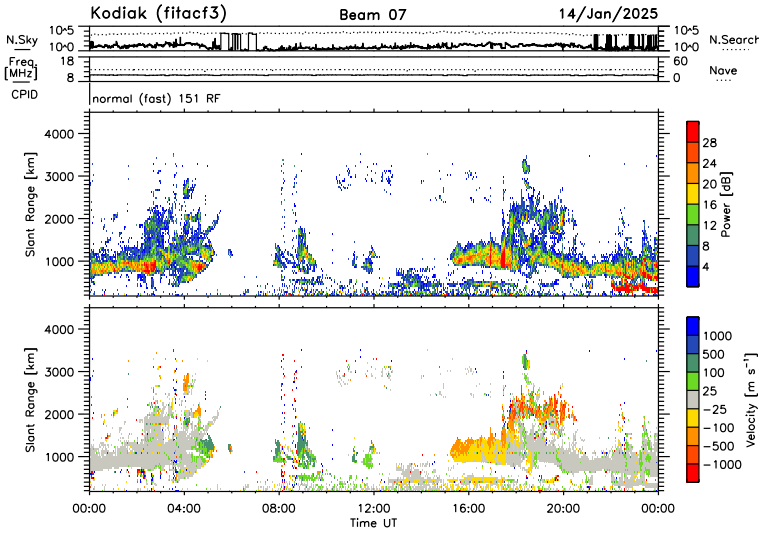 Kodiak (fitacf3) Beam 07 14/Jan/2025
N.Sky 10^5 10^0 10^5 10^0 N.Search
Freq. [MHz] 18 8 60 0 Nave
CPID normal (fast) 151 RF
Slant Range [km] 4000 3000 2000 1000
28 24 20 16 12 8 4 Power [dB]
Slant Range [km] 4000 3000 2000 1000
1000 500 100 25 -25 -100 -500 -1000 Velocity [m s⁻¹]
00:00 04:00 08:00 12:00 16:00 20:00 00:00
Time UT